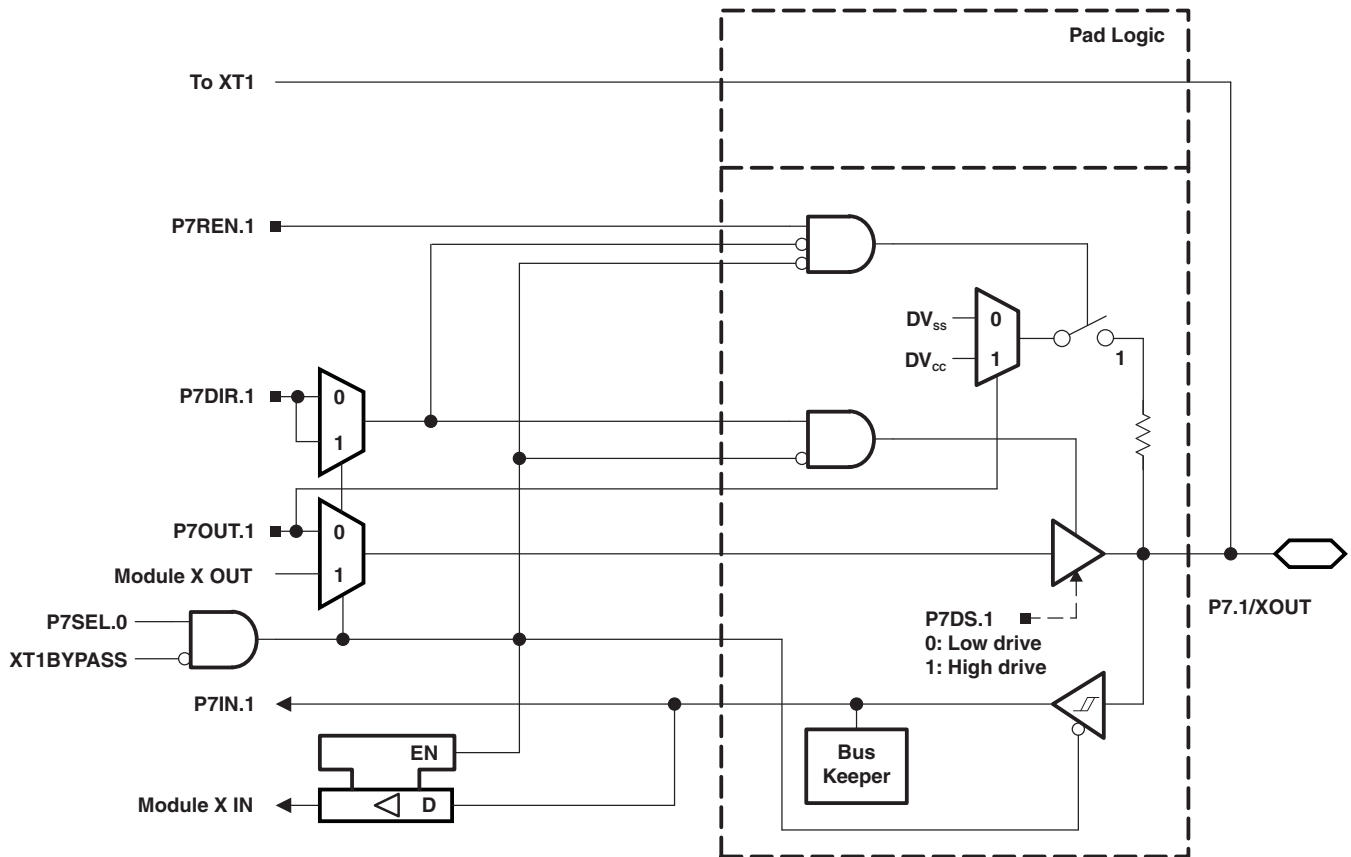 Pad Logic
To XT1
P7REN.1
DVss
0
DVcc
1
1
P7DIR.1
0
1
P7OUT.1
0
Module X OUT
1
P7.1/XOUT
P7SEL.0
P7DS.1
0: Low drive
1: High drive
XT1BYPASS
P7IN.1
EN
Bus
Keeper
Module X IN
D